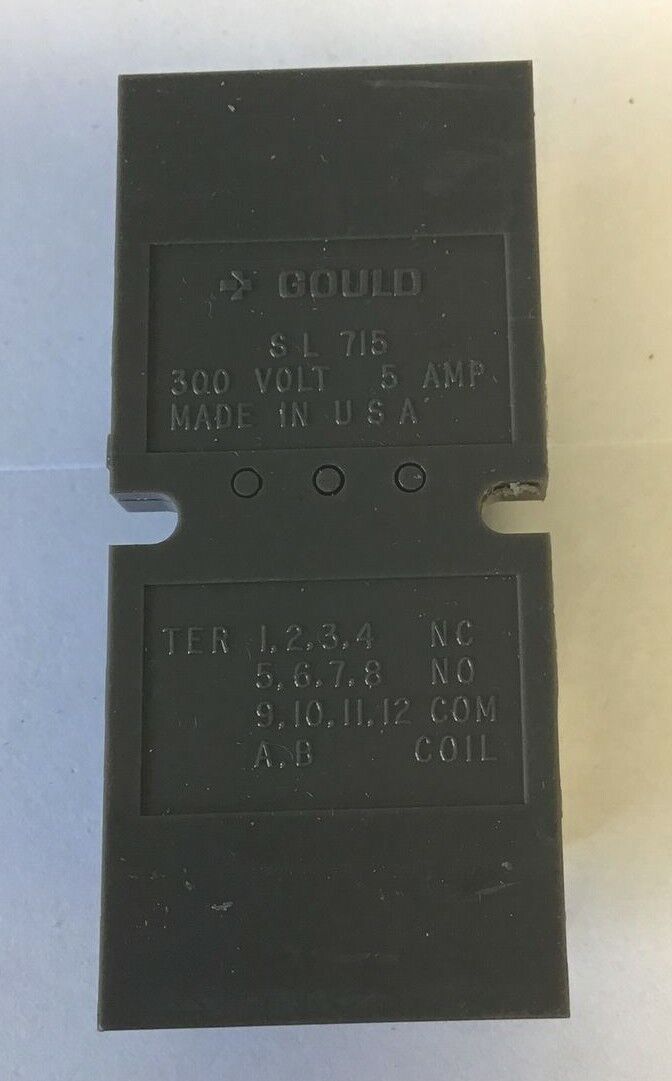 GOULD
S-L 715
300 VOLT 5 AMP
MADE IN USA
TER 1,2,3,4 NC
5,6,7,8 NO
9,10,11,12 COM
A,B COIL